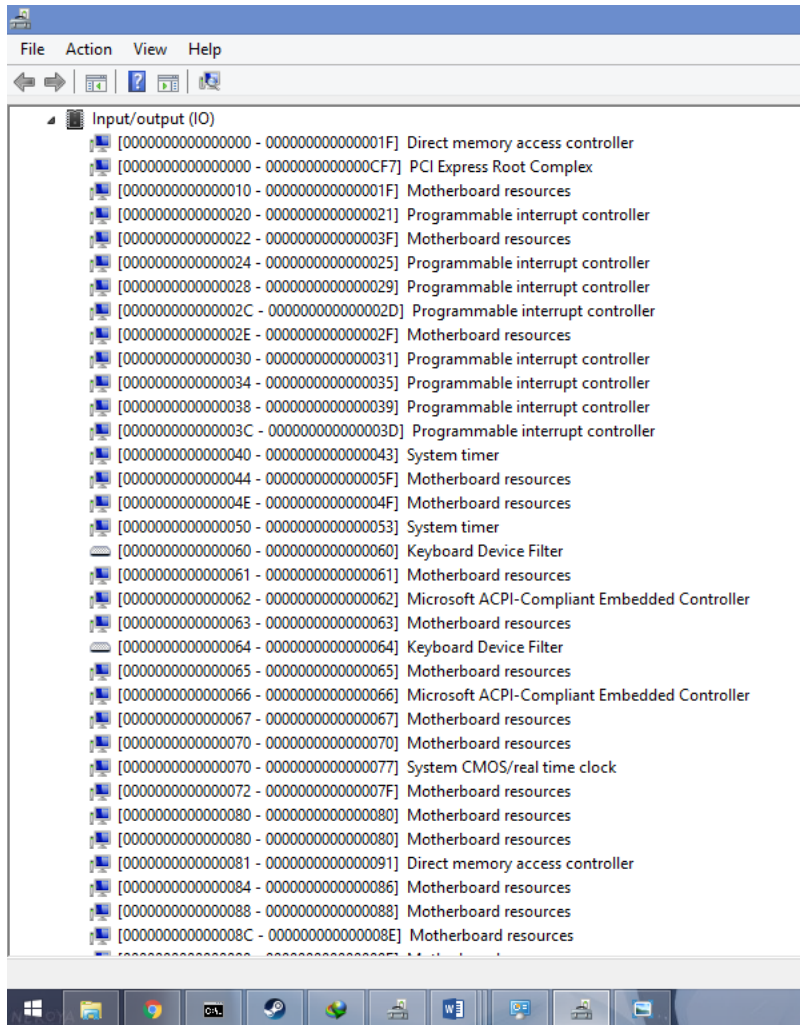 File Action View Help
Input/output (IO)
[0000000000000000 - 000000000000001F] Direct memory access controller
[0000000000000000 - 0000000000000CF7] PCI Express Root Complex
[0000000000000010 - 000000000000001F] Motherboard resources
[0000000000000020 - 0000000000000021] Programmable interrupt controller
[0000000000000022 - 000000000000003F] Motherboard resources
[0000000000000024 - 0000000000000025] Programmable interrupt controller
[0000000000000028 - 0000000000000029] Programmable interrupt controller
[000000000000002C - 000000000000002D] Programmable interrupt controller
[000000000000002E - 000000000000002F] Motherboard resources
[0000000000000030 - 0000000000000031] Programmable interrupt controller
[0000000000000034 - 0000000000000035] Programmable interrupt controller
[0000000000000038 - 0000000000000039] Programmable interrupt controller
[000000000000003C - 000000000000003D] Programmable interrupt controller
[0000000000000040 - 0000000000000043] System timer
[0000000000000044 - 000000000000005F] Motherboard resources
[000000000000004E - 000000000000004F] Motherboard resources
[0000000000000050 - 0000000000000053] System timer
[0000000000000060 - 0000000000000060] Keyboard Device Filter
[0000000000000061 - 0000000000000061] Motherboard resources
[0000000000000062 - 0000000000000062] Microsoft ACPI-Compliant Embedded Controller
[0000000000000063 - 0000000000000063] Motherboard resources
[0000000000000064 - 0000000000000064] Keyboard Device Filter
[0000000000000065 - 0000000000000065] Motherboard resources
[0000000000000066 - 0000000000000066] Microsoft ACPI-Compliant Embedded Controller
[0000000000000067 - 0000000000000067] Motherboard resources
[0000000000000070 - 0000000000000070] Motherboard resources
[0000000000000070 - 0000000000000077] System CMOS/real time clock
[0000000000000072 - 000000000000007F] Motherboard resources
[0000000000000080 - 0000000000000080] Motherboard resources
[0000000000000080 - 0000000000000080] Motherboard resources
[0000000000000081 - 0000000000000091] Direct memory access controller
[0000000000000084 - 0000000000000086] Motherboard resources
[0000000000000088 - 0000000000000088] Motherboard resources
[000000000000008C - 000000000000008E] Motherboard resources